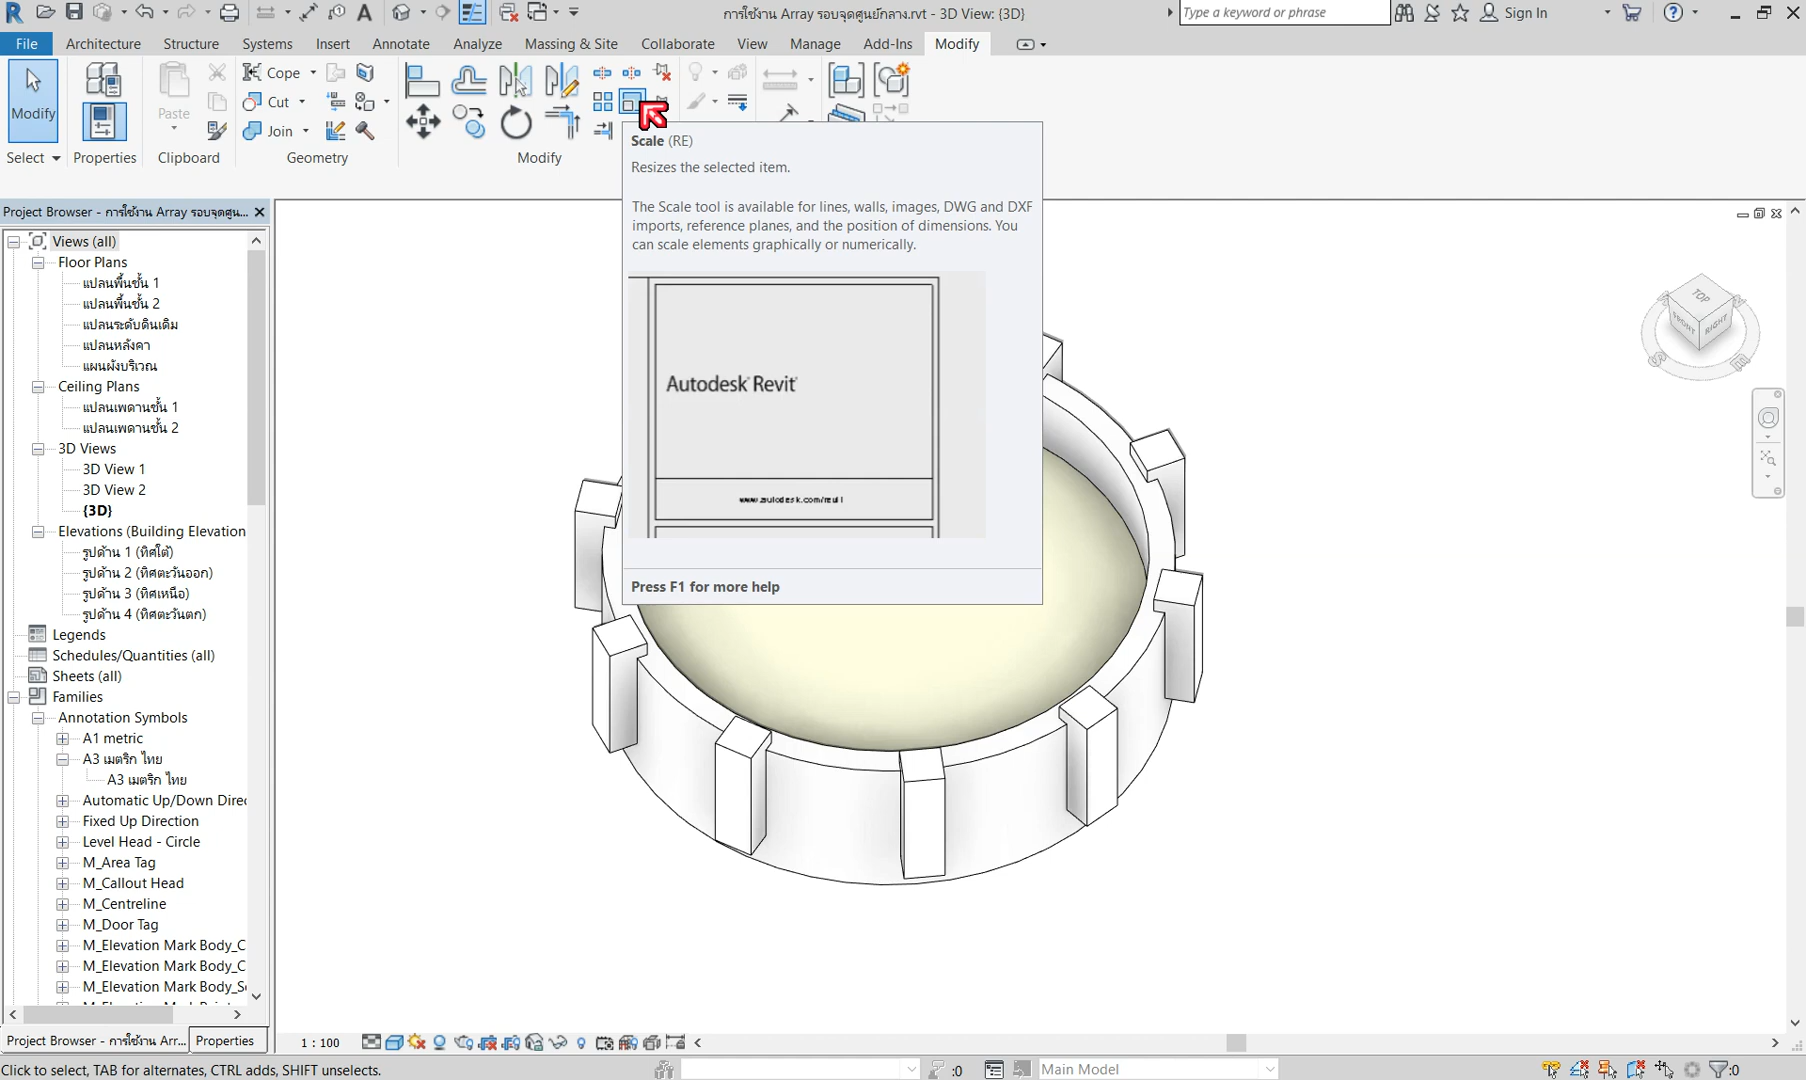 การใช้งาน Array รอบจุดศูนย์กลาง.rvt - 3D View: {3D}
Type a keyword or phrase
Sign In
File Architecture Structure Systems Insert Annotate Analyze Massing & Site Collaborate View Manage Add-Ins Modify
Modify
Paste
Cope
Cut
Join
Select Properties Clipboard Geometry Modify
Scale (RE)
Resizes the selected item.
The Scale tool is available for lines, walls, images, DWG and DXF
imports, reference planes, and the position of dimensions. You
can scale elements graphically or numerically.
Autodesk Revit
Press F1 for more help
TOP
FRONT
RIGHT
Project Browser - การใช้งาน Array รอบจุดศูน...
Views (all)
Floor Plans
แปลนพื้นชั้น 1
แปลนพื้นชั้น 2
แปลนระดับดินเดิม
แปลนหลังคา
แผนผังบริเวณ
Ceiling Plans
แปลนเพดานชั้น 1
แปลนเพดานชั้น 2
3D Views
3D View 1
3D View 2
{3D}
Elevations (Building Elevation
รูปด้าน 1 (ทิศใต้)
รูปด้าน 2 (ทิศตะวันออก)
รูปด้าน 3 (ทิศเหนือ)
รูปด้าน 4 (ทิศตะวันตก)
Legends
Schedules/Quantities (all)
Sheets (all)
Families
Annotation Symbols
A1 metric
A3 เมตริก ไทย
A3 เมตริก ไทย
Automatic Up/Down Direc
Fixed Up Direction
Level Head - Circle
M_Area Tag
M_Callout Head
M_Centreline
M_Door Tag
M_Elevation Mark Body_C
M_Elevation Mark Body_C
M_Elevation Mark Body_Se
Project Browser - การใช้งาน Arr... Properties
1 : 100
Click to select, TAB for alternates, CTRL adds, SHIFT unselects.
:0
Main Model
:0